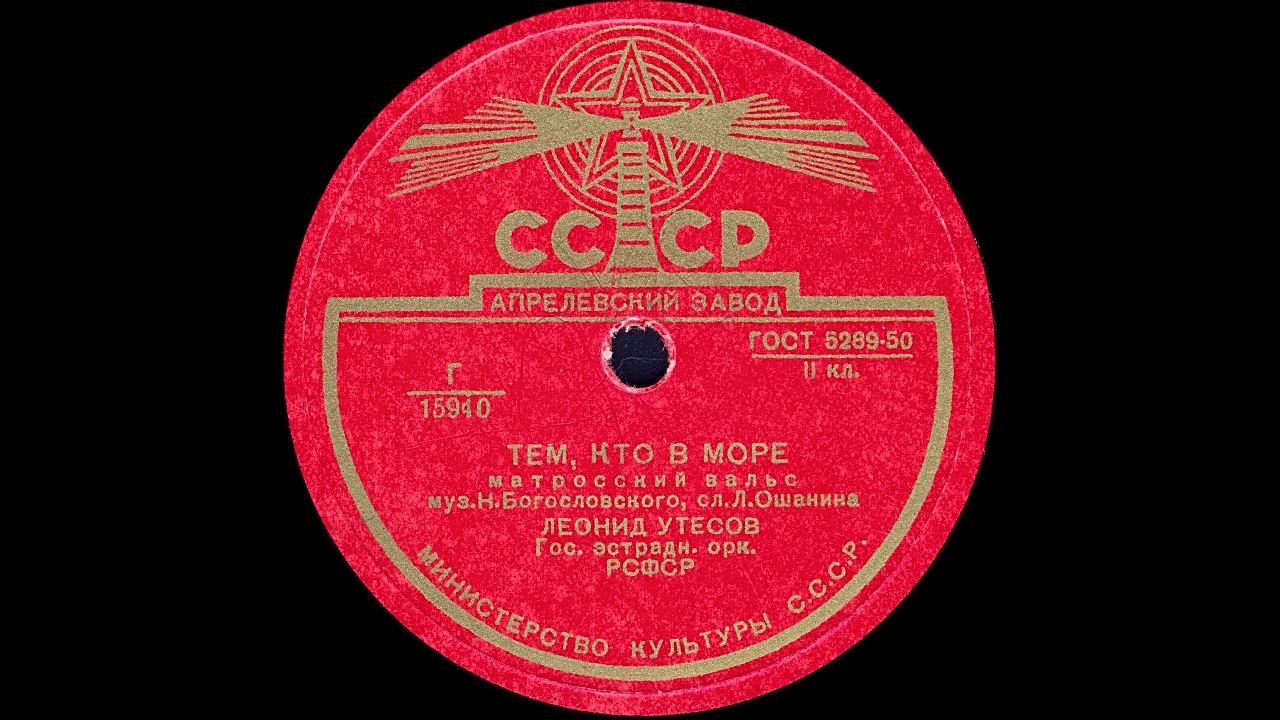 СССР
АПРЕЛЕВСКИЙ ЗАВОД
ГОСТ 5289-50
II кл.
Г
15940
ТЕМ, КТО В МОРЕ
матросский вальс
муз.Н.Богословского, сл.Л.Ошанина
ЛЕОНИД УТЕСОВ
Гос. эстрадн. орк.
РСФСР
МИНИСТЕРСТВО КУЛЬТУРЫ С.С.С.Р.